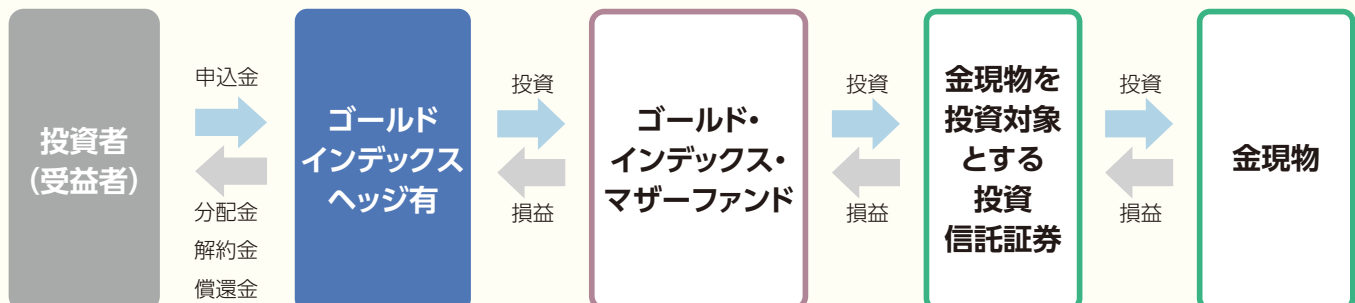 投資者
（受益者）
申込金
分配金
解約金
償還金
ゴールド
インデックス
ヘッジ有
投資
損益
ゴールド・
インデックス・
マザーファンド
投資
損益
金現物を
投資対象
とする
投資
信託証券
投資
損益
金現物